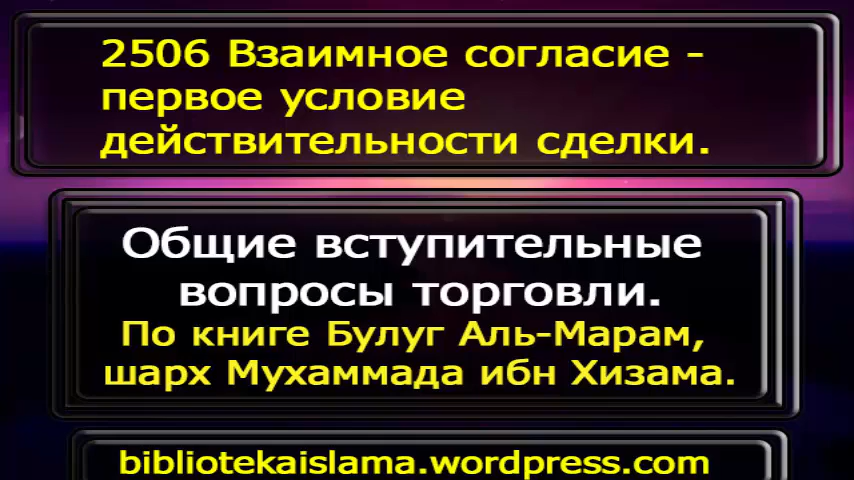 2506 Взаимное согласие -
первое условие
действительности сделки.
Общие вступительные
вопросы торговли.
По книге Булуг Аль-Марам,
шарх Мухаммада ибн Хизама.
bibliotekaislama.wordpress.com